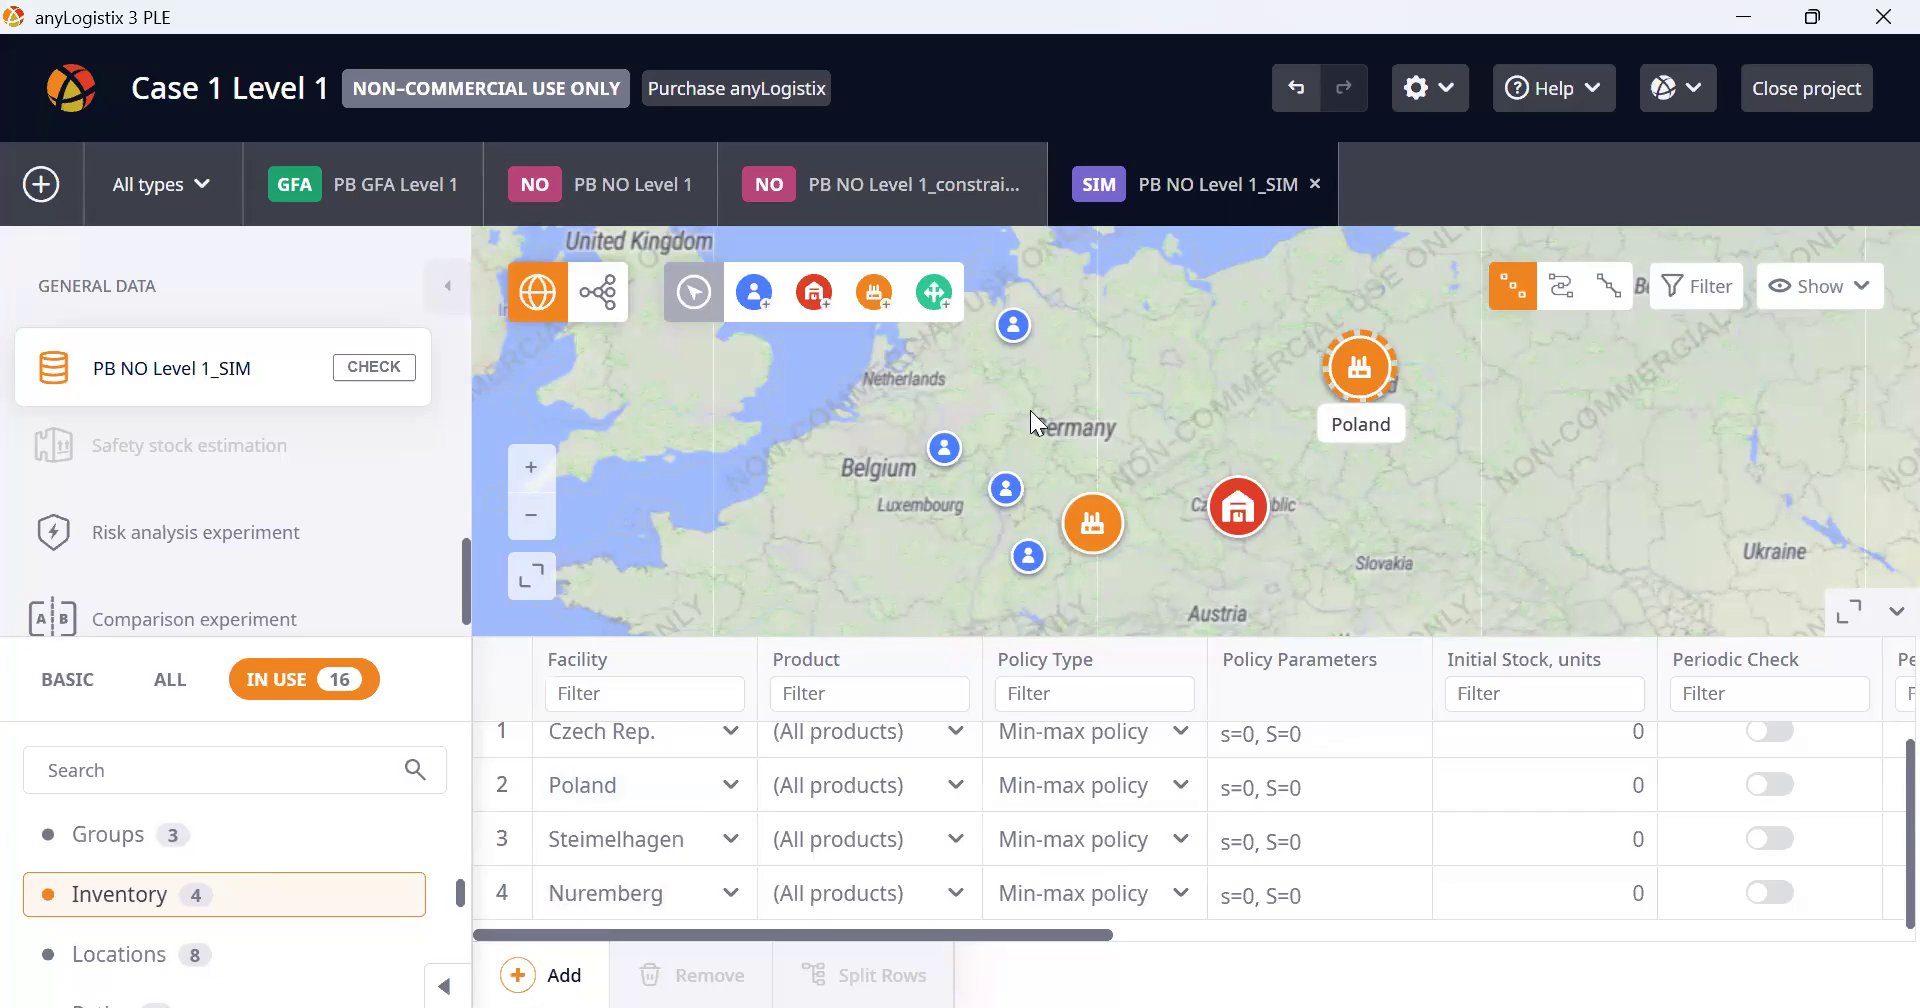 anyLogistix 3 PLE
Case 1 Level 1
NON-COMMERCIAL USE ONLY
Purchase anyLogistix
Help
Close project
All types
GFA PB GFA Level 1
NO PB NO Level 1
NO PB NO Level 1_constrai...
SIM PB NO Level 1_SIM
GENERAL DATA
PB NO Level 1_SIM
CHECK
Safety stock estimation
Risk analysis experiment
A B Comparison experiment
United Kingdom
Filter
Show
Netherlands
Germany
Poland
Belgium
Luxembourg
Slovakia
Ukraine
Austria
NON-COMMERCIAL USE ONLY
BASIC
ALL
IN USE 16
Search
Groups 3
Inventory 4
Locations 8
Facility Product Policy Type Policy Parameters Initial Stock, units Periodic Check Pe
Filter Filter Filter Filter Filter F
1 Czech Rep. (All products) Min-max policy s=0, S=0 0
2 Poland (All products) Min-max policy s=0, S=0 0
3 Steimelhagen (All products) Min-max policy s=0, S=0 0
4 Nuremberg (All products) Min-max policy s=0, S=0 0
Add
Remove
Split Rows